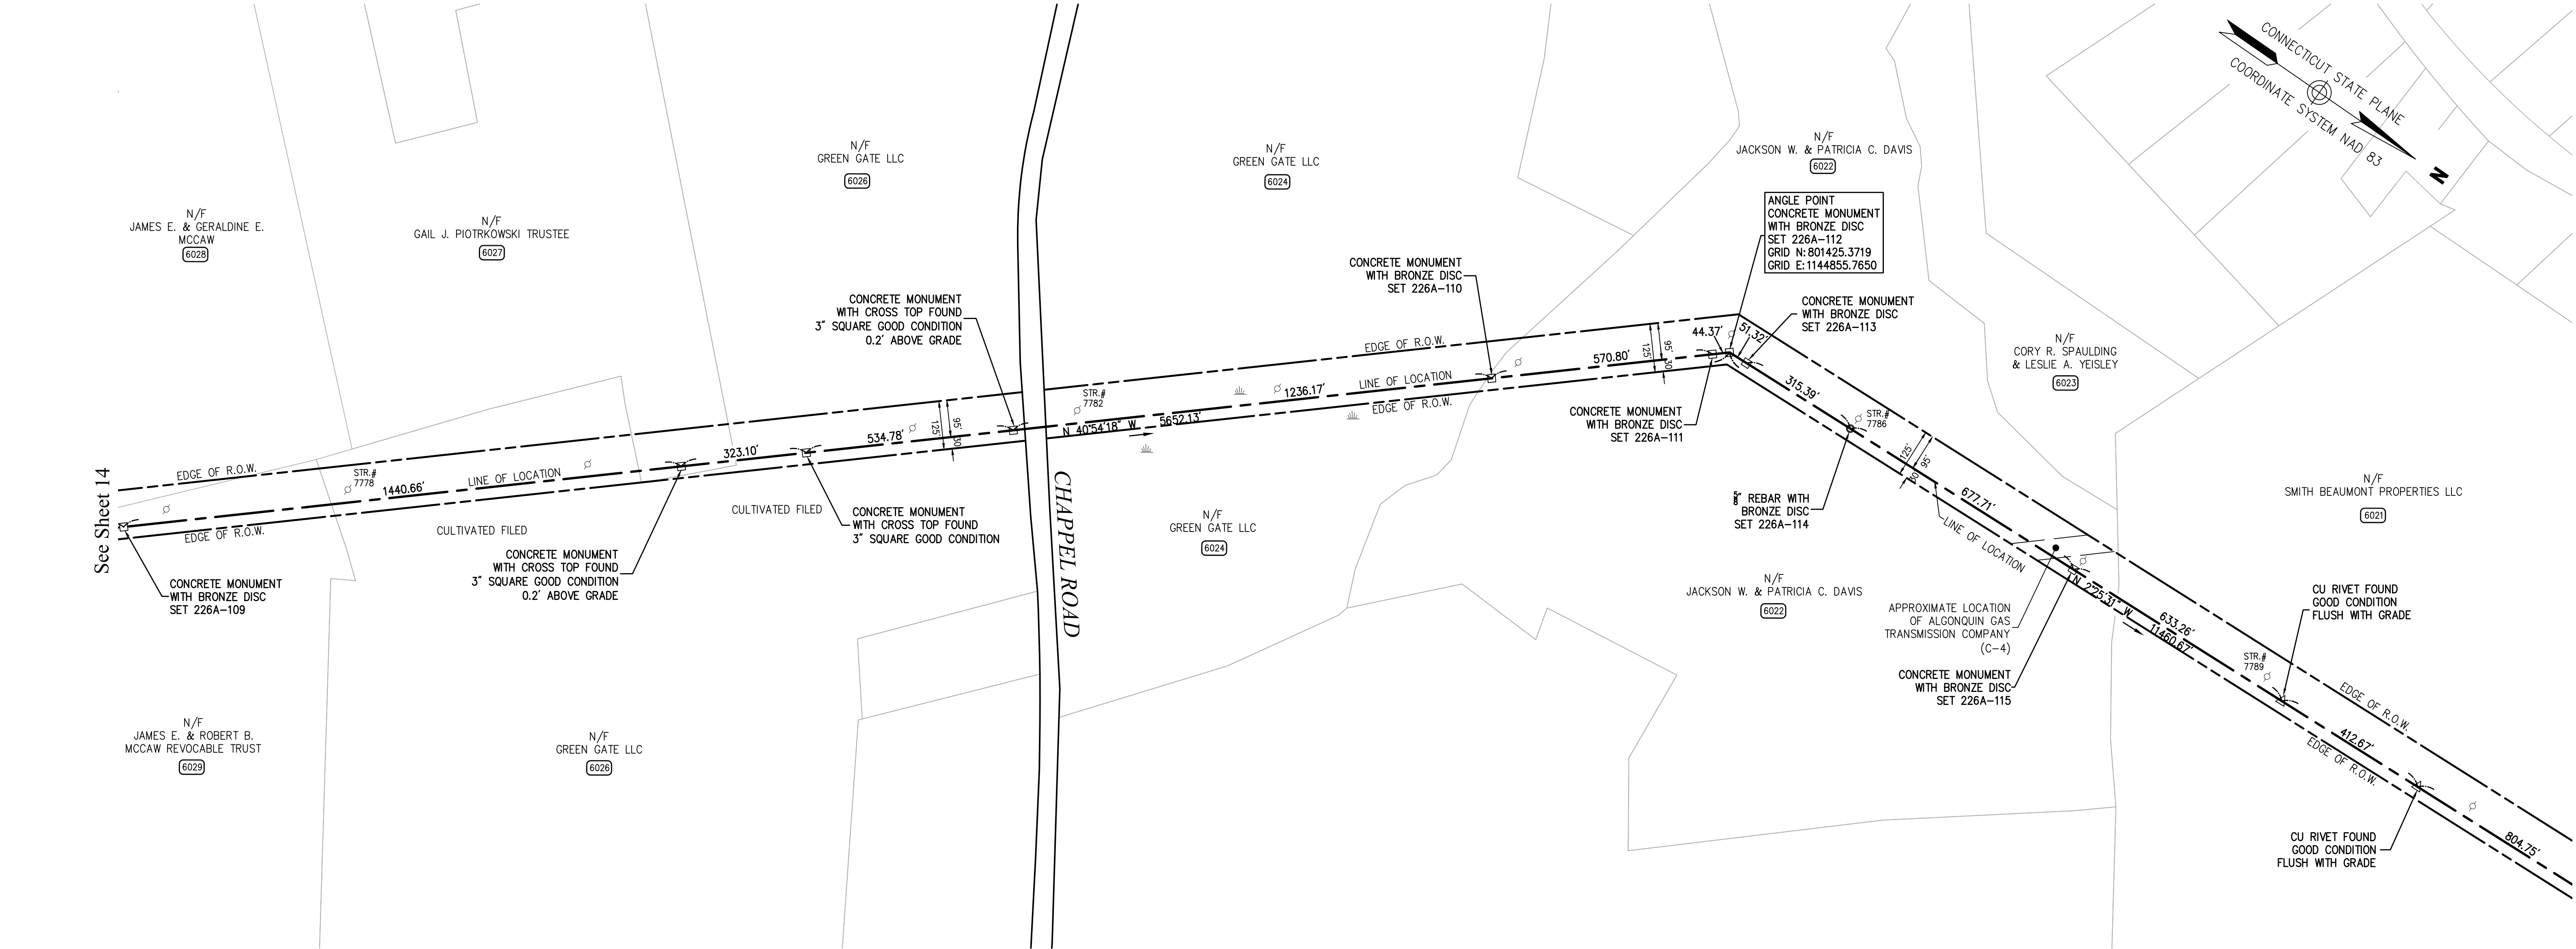 CONNECTICUT STATE PLANE
COORDINATE SYSTEM NAD 83
N
N/F
GREEN GATE LLC
6026
N/F
GREEN GATE LLC
6024
N/F
JACKSON W. & PATRICIA C. DAVIS
6022
N/F
JAMES E. & GERALDINE E.
MCCAW
6028
N/F
GAIL J. PIOTRKOWSKI TRUSTEE
6027
ANGLE POINT
CONCRETE MONUMENT
WITH BRONZE DISC
SET 226A-112
GRID N: 801425.3719
GRID E: 1144855.7650
CONCRETE MONUMENT
WITH BRONZE DISC
SET 226A-110
CONCRETE MONUMENT
WITH CROSS TOP FOUND
3" SQUARE GOOD CONDITION
0.2' ABOVE GRADE
CONCRETE MONUMENT
WITH BRONZE DISC
SET 226A-113
N/F
CORY R. SPAULDING
& LESLIE A. YEISLEY
6023
EDGE OF R.O.W.
44.37'
51.32'
125'
95'
30'
570.80'
LINE OF LOCATION
1236.17'
EDGE OF R.O.W.
STR.#
7782
5652.13'
N 40°54'18" W
315.39'
STR.#
7786
125'
95'
30'
534.78'
125'
95'
30'
323.10'
CONCRETE MONUMENT
WITH BRONZE DISC
SET 226A-111
See Sheet 14
EDGE OF R.O.W.
STR.#
7778
1440.66'
LINE OF LOCATION
EDGE OF R.O.W.
CULTIVATED FILED
CULTIVATED FILED
CONCRETE MONUMENT
WITH CROSS TOP FOUND
3" SQUARE GOOD CONDITION
CONCRETE MONUMENT
WITH CROSS TOP FOUND
3" SQUARE GOOD CONDITION
0.2' ABOVE GRADE
CONCRETE MONUMENT
WITH BRONZE DISC
SET 226A-109
CHAPPEL ROAD
N/F
GREEN GATE LLC
6024
5/8" REBAR WITH
BRONZE DISC
SET 226A-114
677.71'
LINE OF LOCATION
N/F
SMITH BEAUMONT PROPERTIES LLC
6021
N/F
JACKSON W. & PATRICIA C. DAVIS
6022
APPROXIMATE LOCATION
OF ALGONQUIN GAS
TRANSMISSION COMPANY
(C-4)
CONCRETE MONUMENT
WITH BRONZE DISC
SET 226A-115
633.26'
11460.67'
CU RIVET FOUND
GOOD CONDITION
FLUSH WITH GRADE
STR.#
7789
EDGE OF R.O.W.
412.67'
EDGE OF R.O.W.
804.75'
CU RIVET FOUND
GOOD CONDITION
FLUSH WITH GRADE
N/F
JAMES E. & ROBERT B.
MCCAW REVOCABLE TRUST
6029
N/F
GREEN GATE LLC
6026